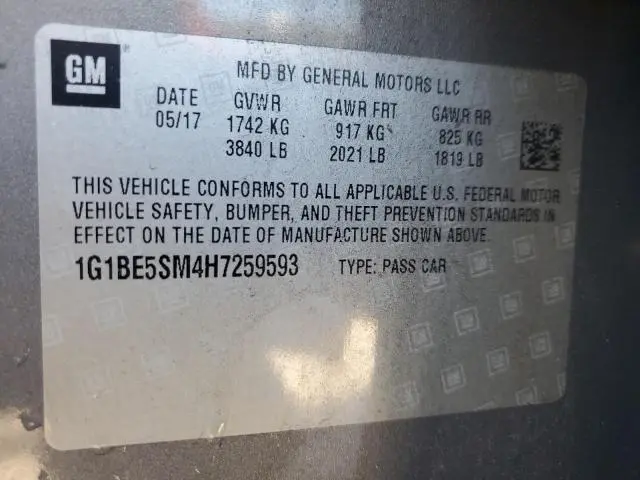 GM
MFD BY GENERAL MOTORS LLC
DATE GVWR GAWR FRT GAWR RR
05/17 1742 KG 917 KG 825 KG
3840 LB 2021 LB 1819 LB
THIS VEHICLE CONFORMS TO ALL APPLICABLE U.S. FEDERAL MOTOR
VEHICLE SAFETY, BUMPER, AND THEFT PREVENTION STANDARDS IN
EFFECT ON THE DATE OF MANUFACTURE SHOWN ABOVE.
1G1BE5SM4H7259593 TYPE: PASS CAR